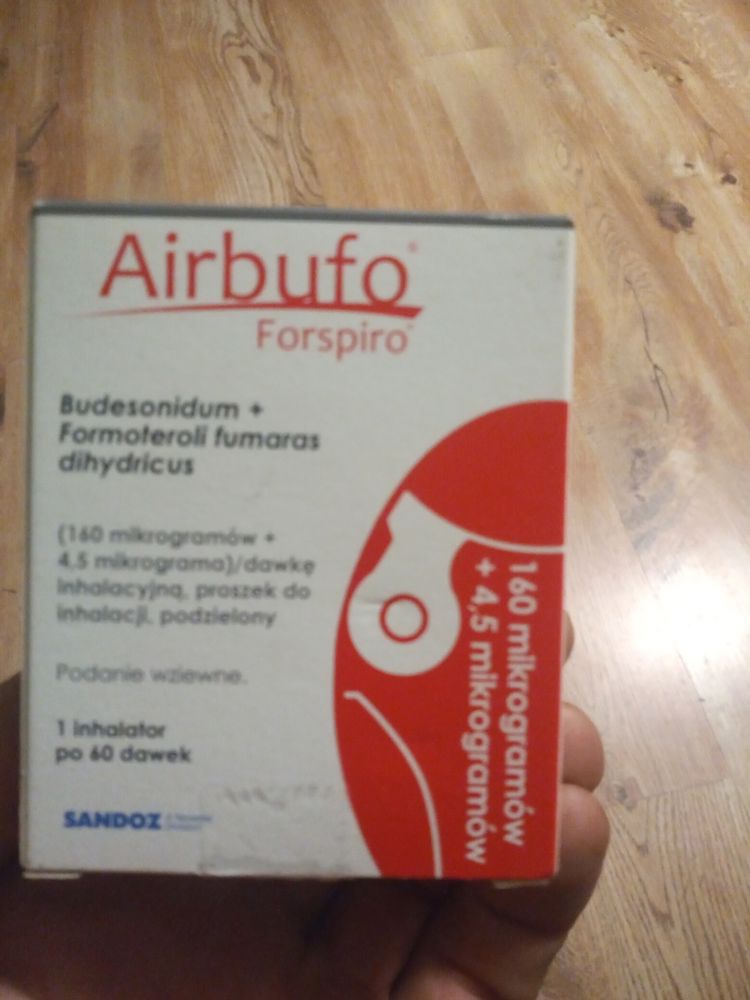 Airbufo®
Forspiro®
Budesonidum +
Formoteroli fumaras
dihydricus
(160 mikrogramów +
4,5 mikrograma)/dawkę
inhalacyjną, proszek do
inhalacji, podzielony
Podanie wziewne.
1 inhalator
po 60 dawek
SANDOZ
160 mikrogramów
+ 4,5 mikrogramów